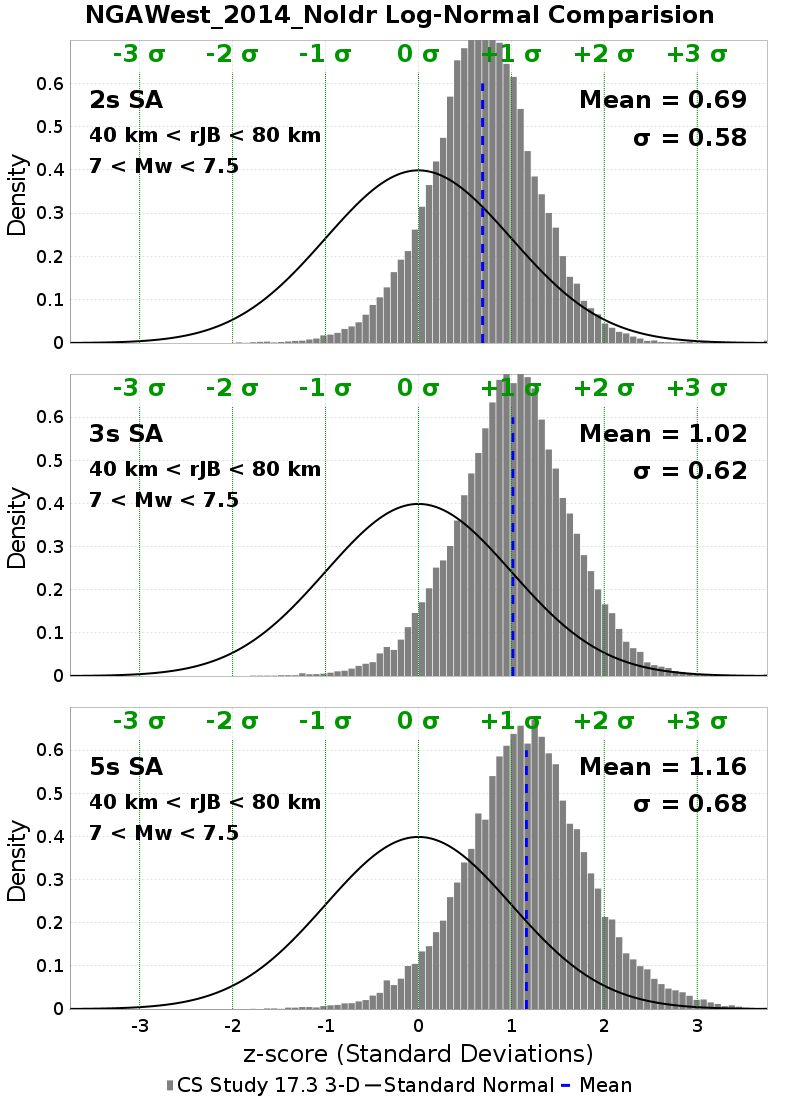 NGAWest_2014_NoIdr Log-Normal Comparision
-3 σ -2 σ -1 σ 0 σ +1 σ +2 σ +3 σ
2s SA
Mean = 0.69
40 km < rJB < 80 km
σ = 0.58
7 < Mw < 7.5
Density
0.6
0.5
0.4
0.3
0.2
0.1
0
-3 σ -2 σ -1 σ 0 σ +1 σ +2 σ +3 σ
3s SA
Mean = 1.02
40 km < rJB < 80 km
σ = 0.62
7 < Mw < 7.5
Density
0.6
0.5
0.4
0.3
0.2
0.1
0
-3 σ -2 σ -1 σ 0 σ +1 σ +2 σ +3 σ
5s SA
Mean = 1.16
40 km < rJB < 80 km
σ = 0.68
7 < Mw < 7.5
Density
0.6
0.5
0.4
0.3
0.2
0.1
0
-3 -2 -1 0 1 2 3
z-score (Standard Deviations)
CS Study 17.3 3-D Standard Normal Mean